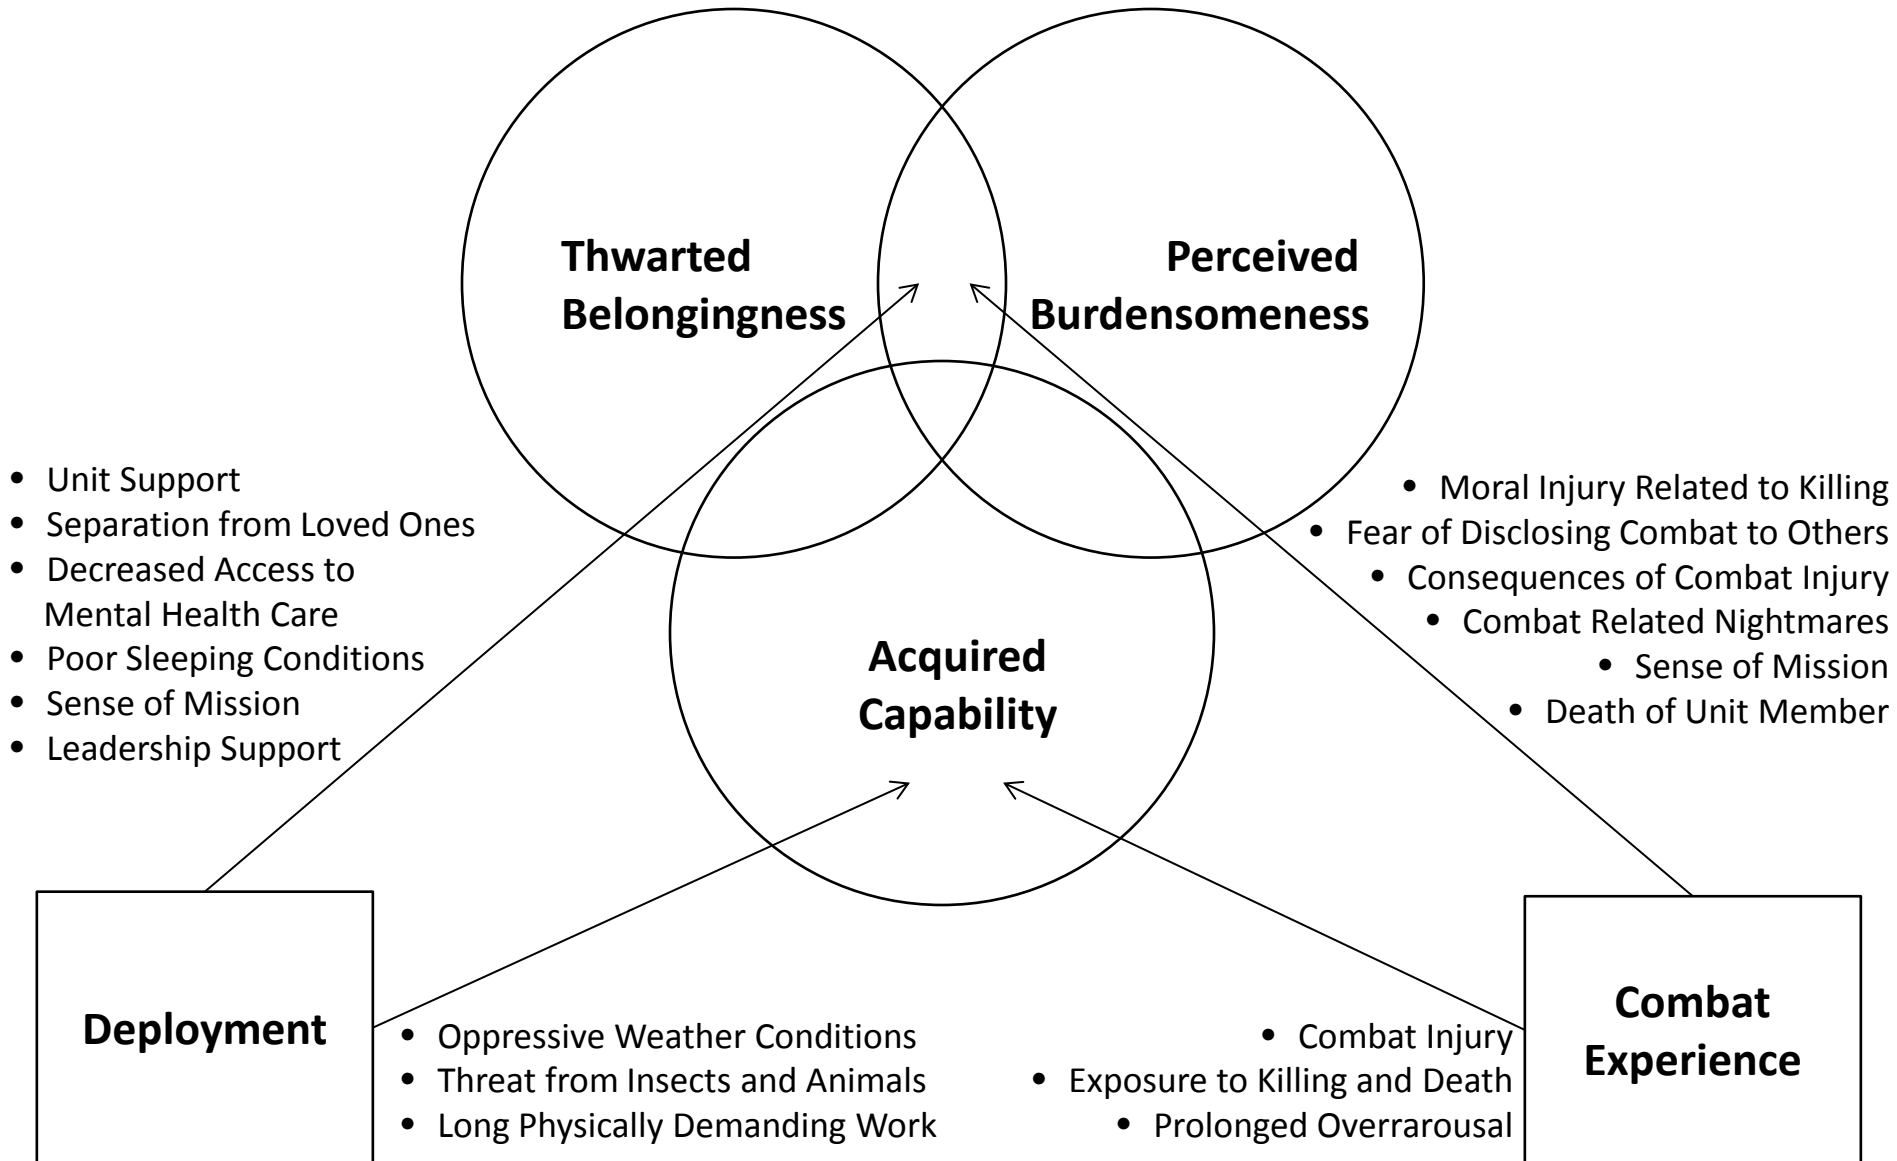 Thwarted
Belongingness
Perceived
Burdensomeness
• Unit Support
• Separation from Loved Ones
• Decreased Access to
Mental Health Care
• Poor Sleeping Conditions
• Sense of Mission
• Leadership Support
• Moral Injury Related to Killing
• Fear of Disclosing Combat to Others
• Consequences of Combat Injury
• Combat Related Nightmares
• Sense of Mission
• Death of Unit Member
Acquired
Capability
Deployment
• Oppressive Weather Conditions
• Threat from Insects and Animals
• Long Physically Demanding Work
• Combat Injury
• Exposure to Killing and Death
• Prolonged Overrarousal
Combat
Experience